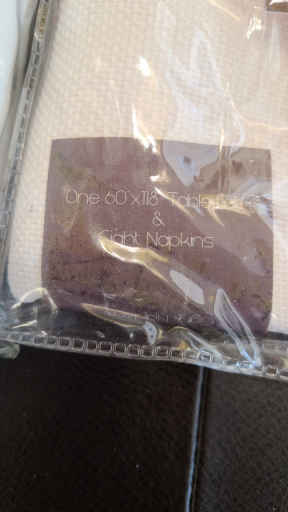 One 60"x118" Table
&
Eight Napkins